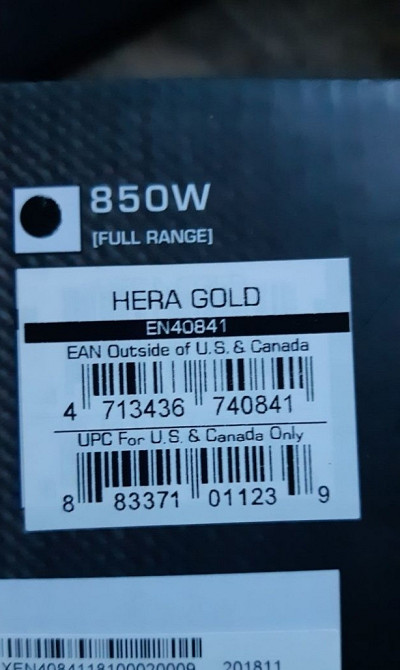 850W
[FULL RANGE]
HERA GOLD
EN40841
EAN Outside of U.S. & Canada
4 713436 740841
UPC For U.S. & Canada Only
8 83371 01123 9
XEN4084118100020009 201811